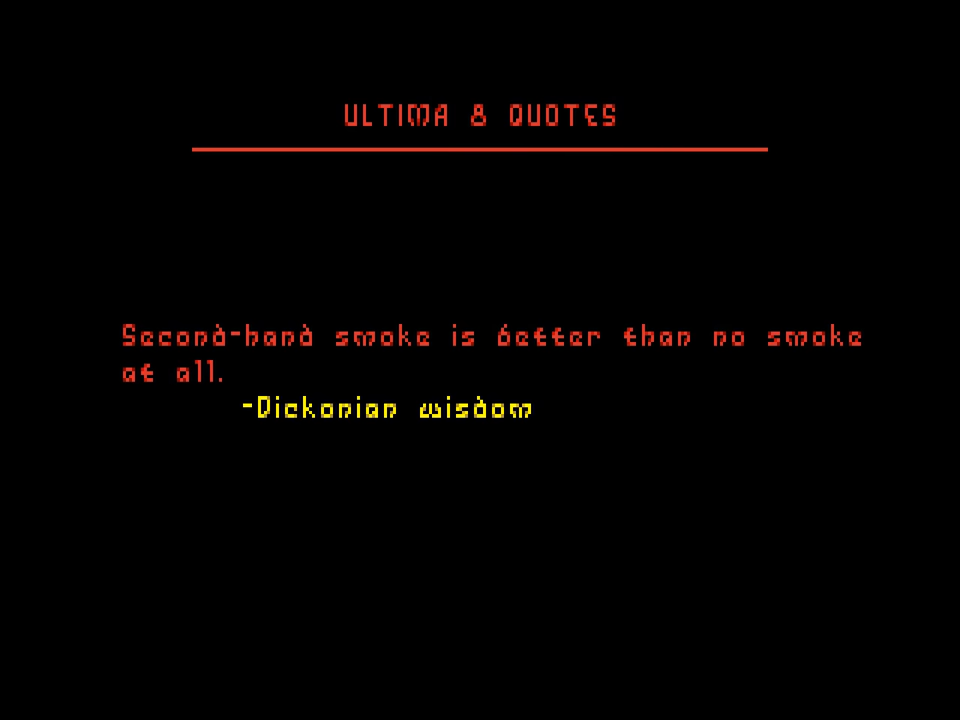 ULTIMA 8 QUOTES
Second-hand smoke is better than no smoke
at all.
-Dickonian wisdom